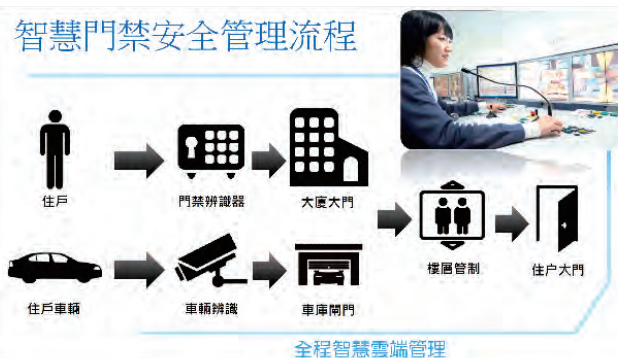 智慧門禁安全管理流程
住戶
門禁辨識器
大廈大門
樓層管制
住户大門
住戶車輛
車輛辨識
車庫閘門
全程智慧雲端管理